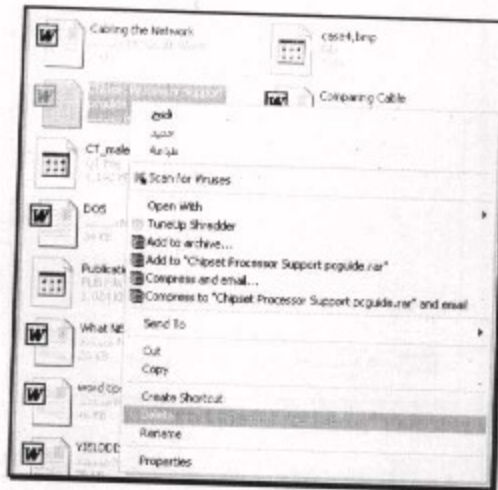 Cabling the Network
case4.bmp
Comparing Cable
CT_male
DOS
Publicati
What NE
word
فتح
جديد
طباعة
Scan for Viruses
Open With
TuneUp Shredder
Add to archive...
Add to "Chipset Processor Support pcguide.rar"
Compress and email...
Compress to "Chipset Processor Support pcguide.rar" and email
Send To
Cut
Copy
Create Shortcut
Delete
Rename
Properties